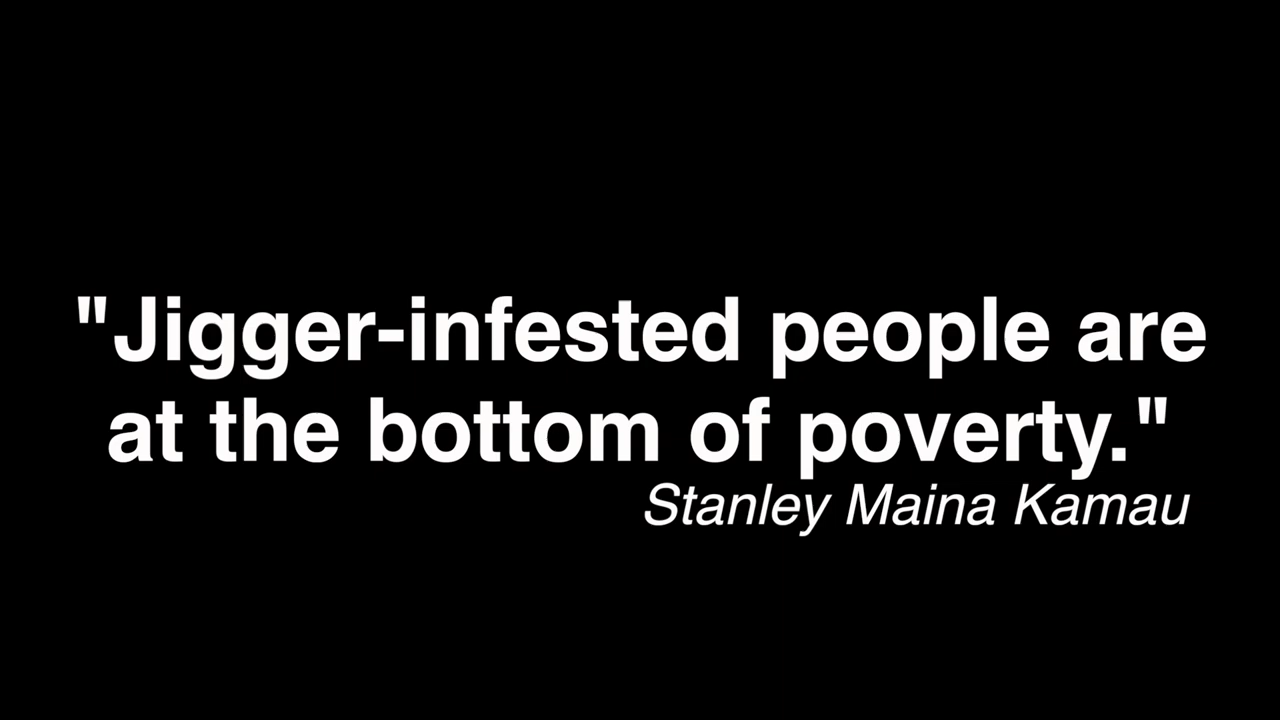 "Jigger-infested people are
at the bottom of poverty."
Stanley Maina Kamau